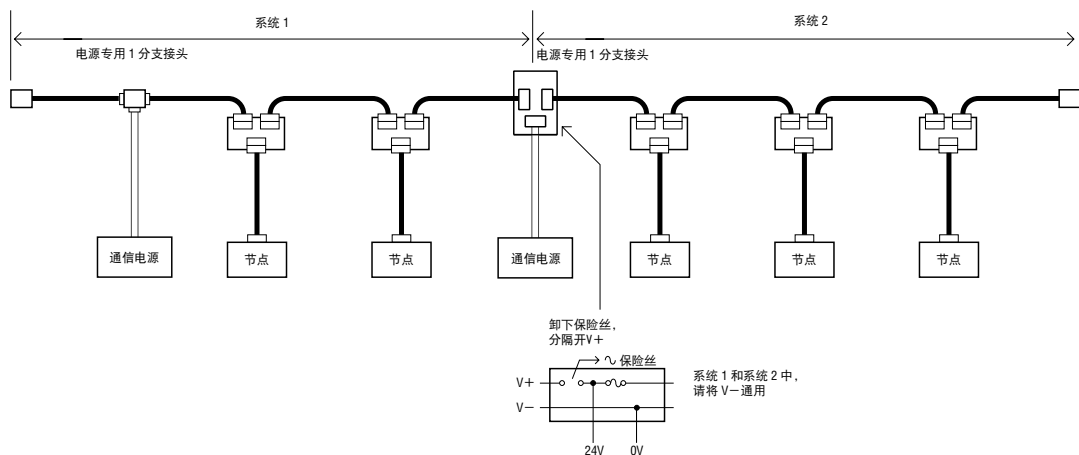 系统 1
系统 2
电源专用 1 分支接头
电源专用 1 分支接头
通信电源
节点
节点
通信电源
节点
节点
节点
卸下保险丝，
分隔开V＋
保险丝
V＋
V－
24V
0V
系统 1 和系统 2 中，
请将 V－通用